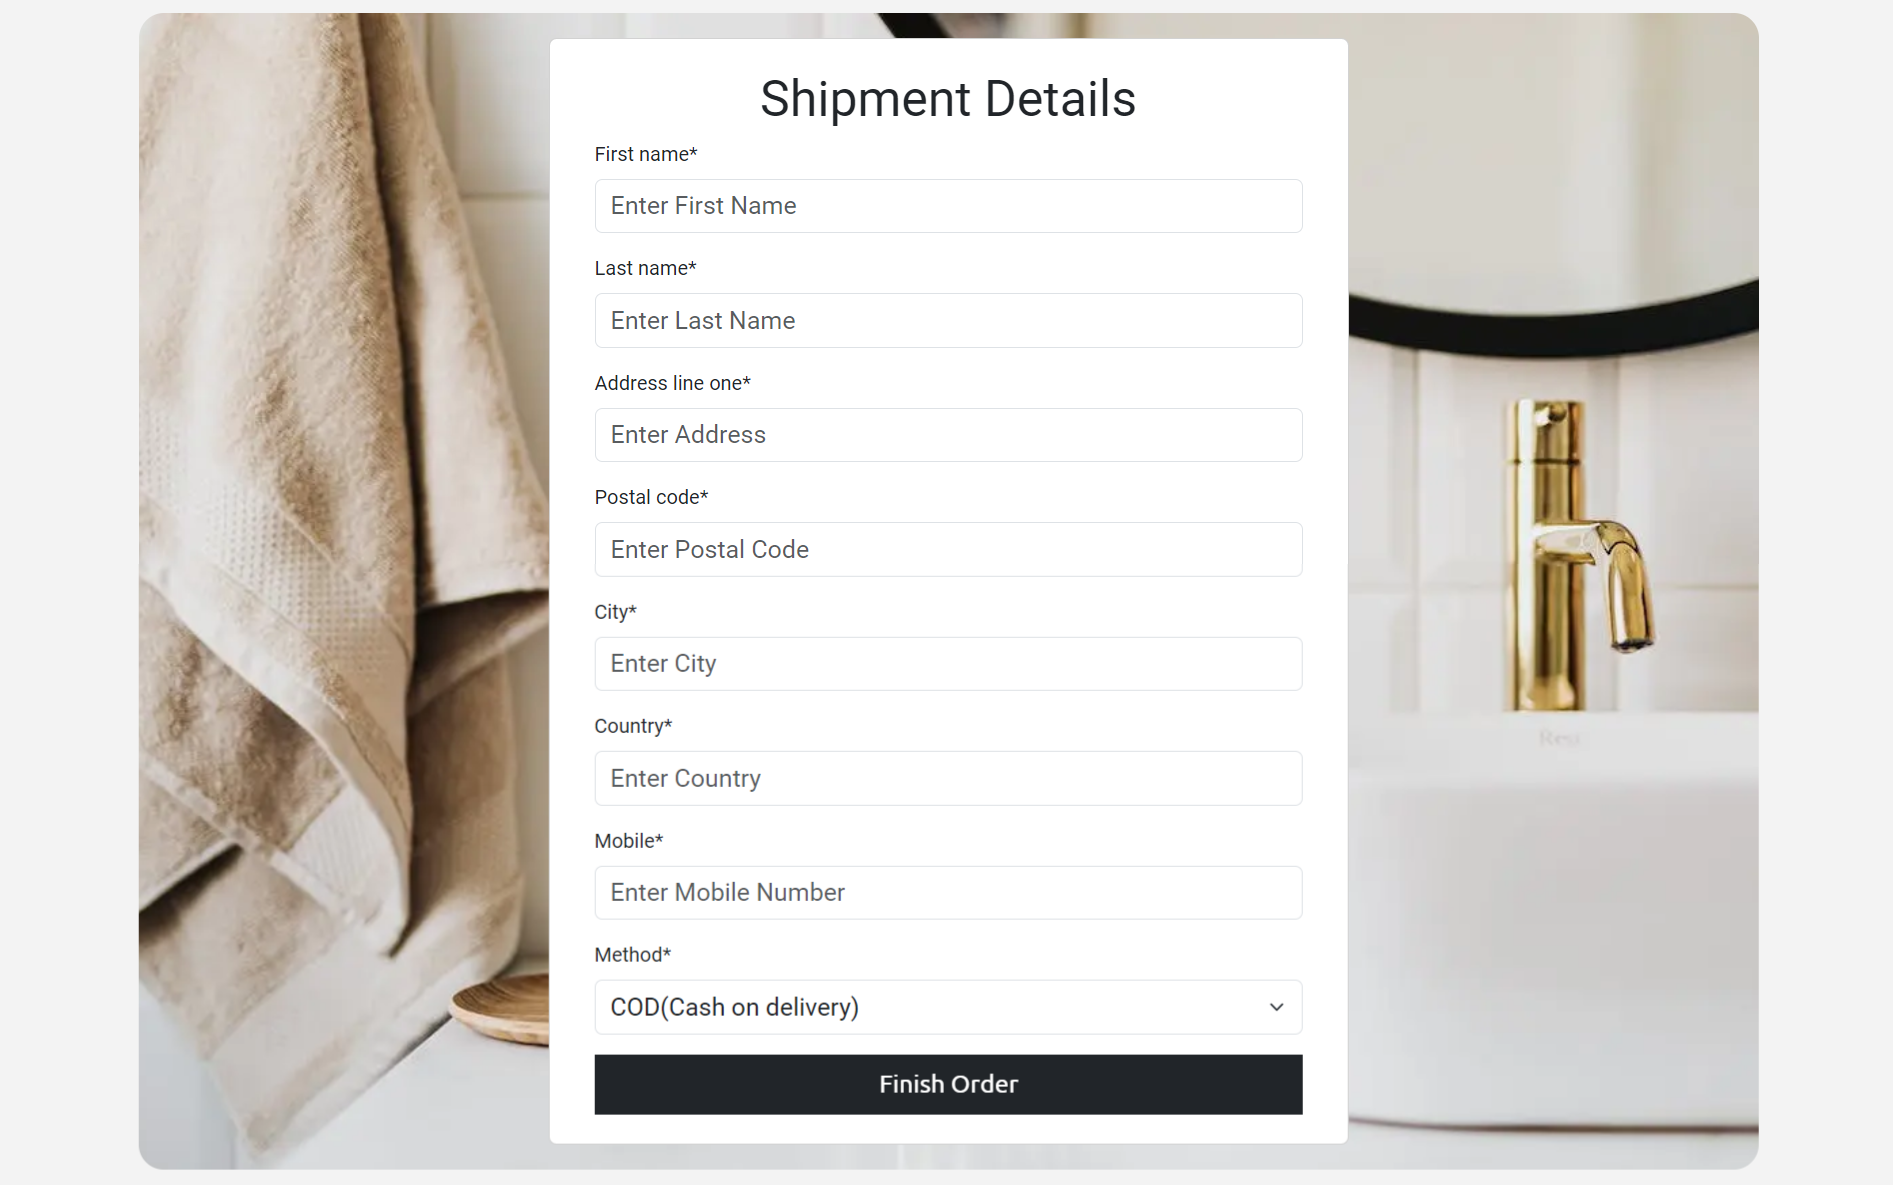 Shipment Details
First name*
Enter First Name
Last name*
Enter Last Name
Address line one*
Enter Address
Postal code*
Enter Postal Code
City*
Enter City
Country*
Enter Country
Mobile*
Enter Mobile Number
Method*
COD(Cash on delivery)
Finish Order